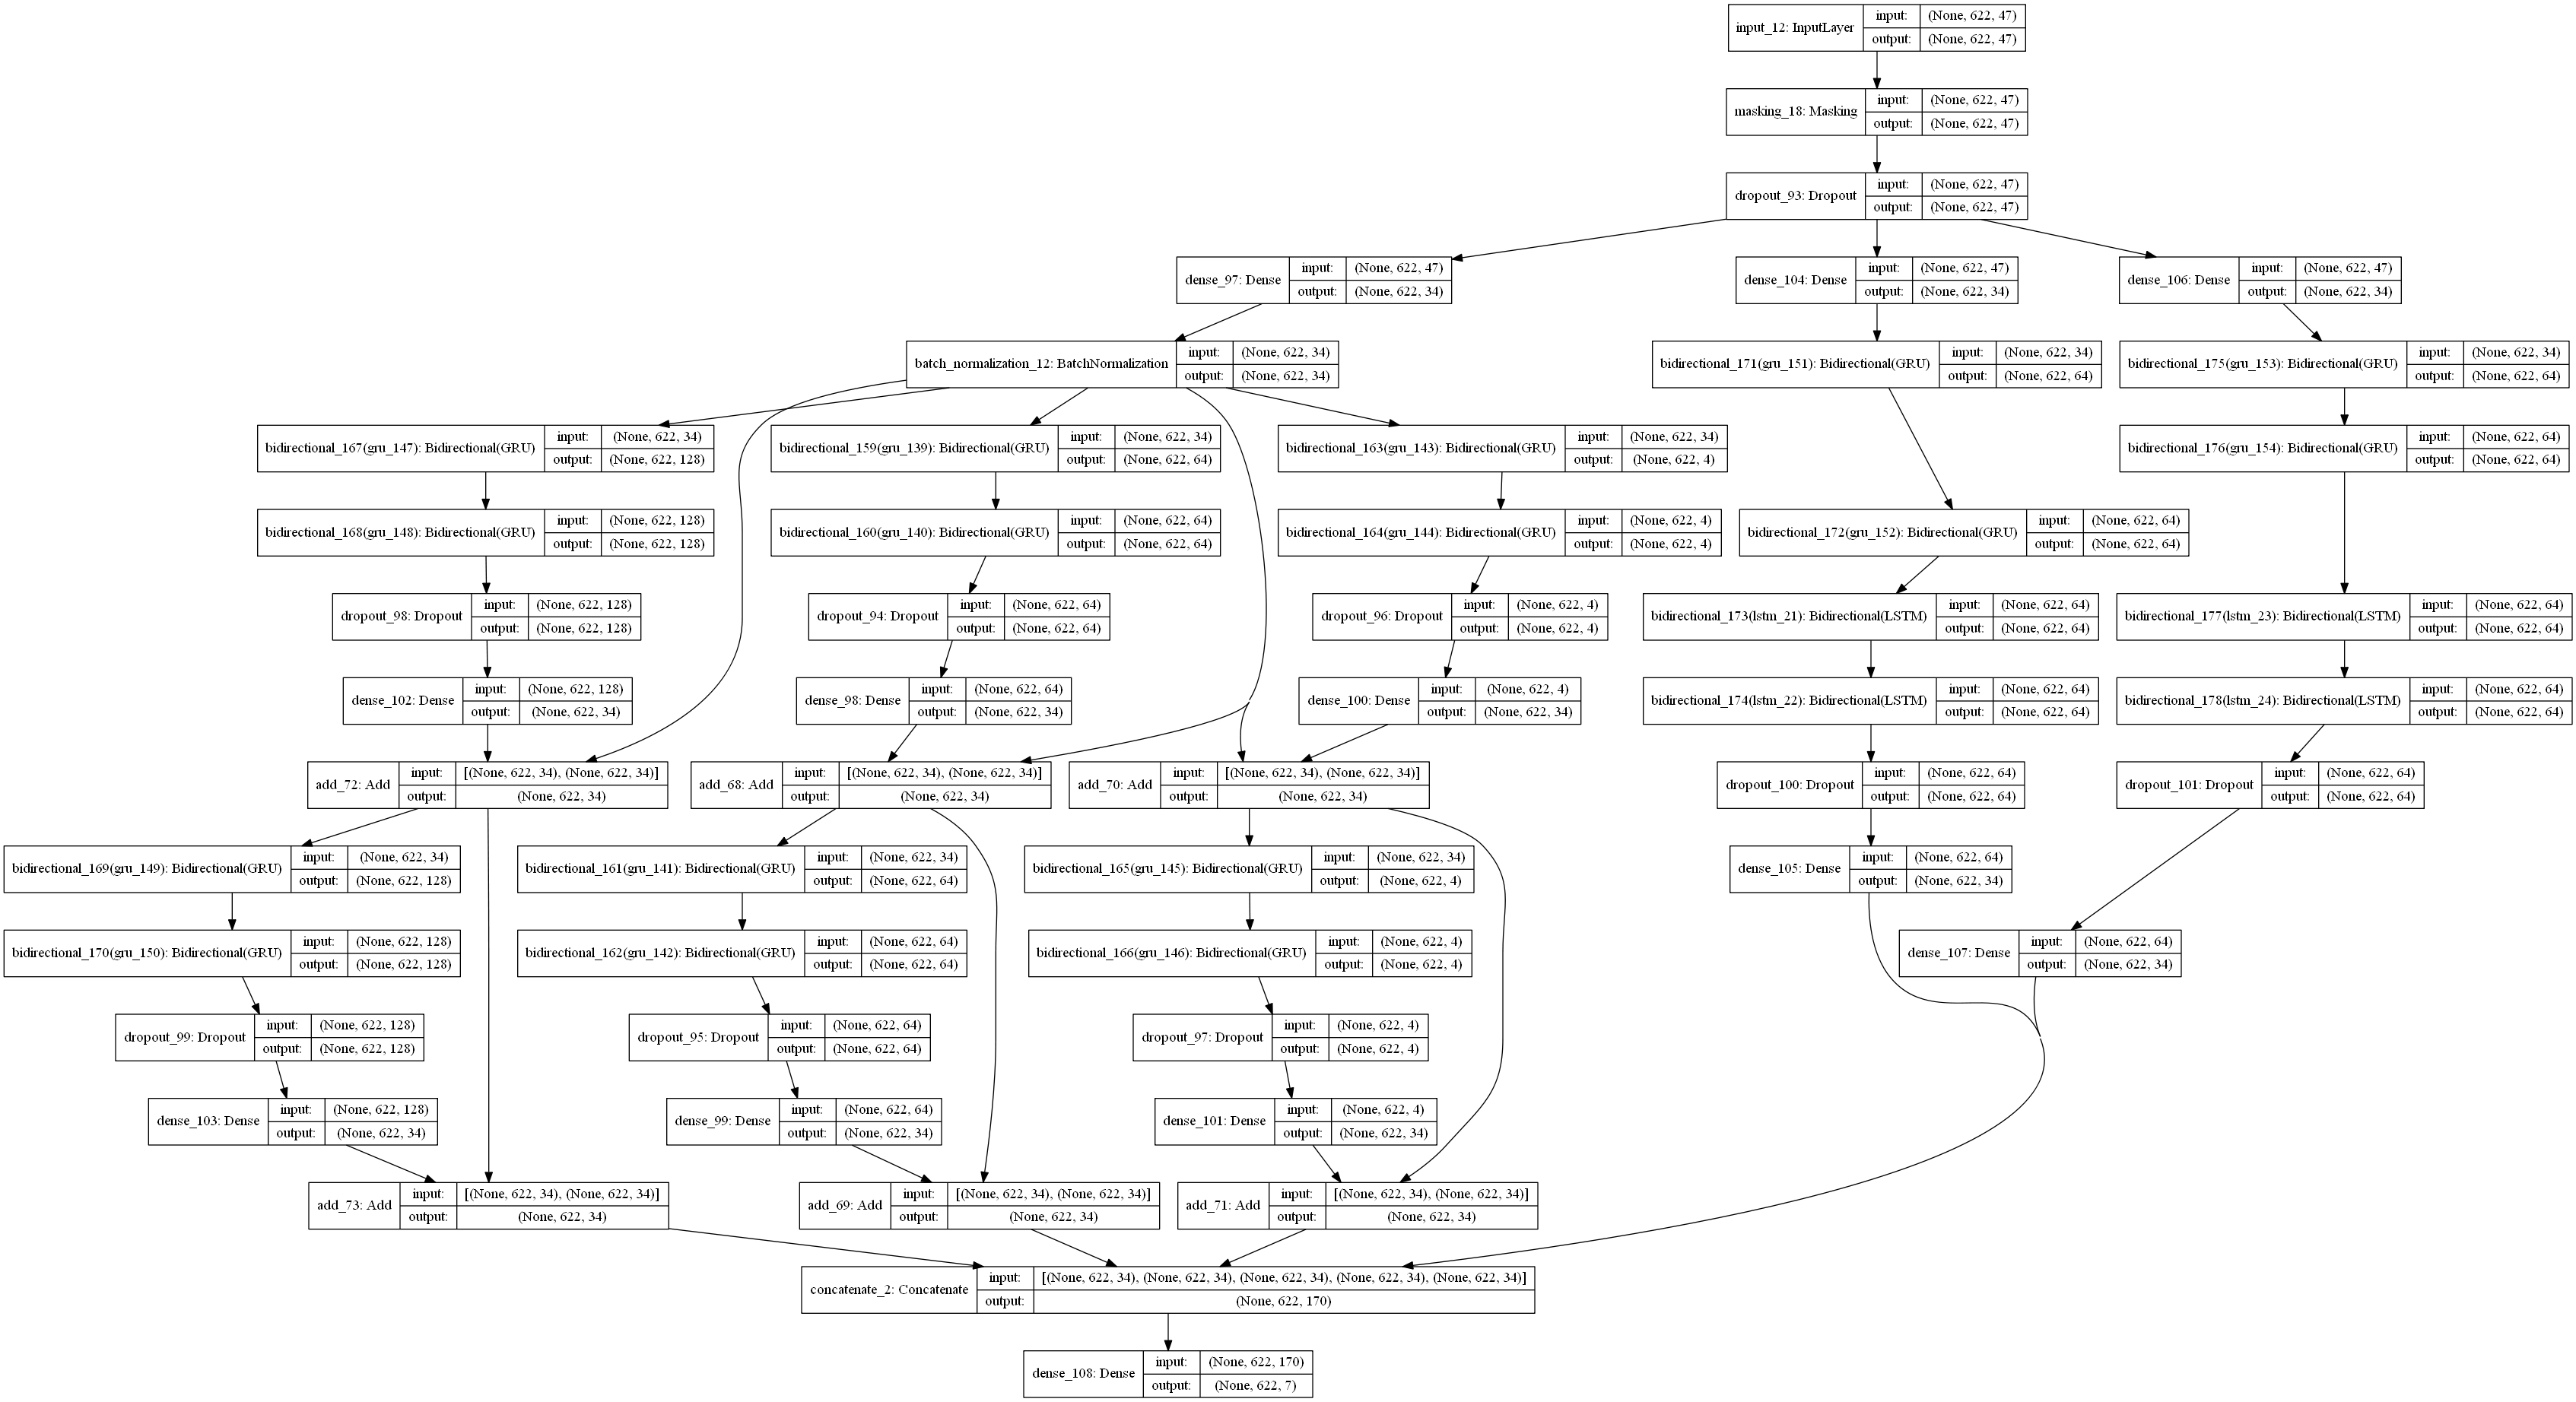 input_12: InputLayer
input: (None, 622, 47)
output: (None, 622, 47)
masking_18: Masking
input: (None, 622, 47)
output: (None, 622, 47)
dropout_93: Dropout
input: (None, 622, 47)
output: (None, 622, 47)
dense_97: Dense
input: (None, 622, 47)
output: (None, 622, 34)
dense_104: Dense
input: (None, 622, 47)
output: (None, 622, 34)
dense_106: Dense
input: (None, 622, 47)
output: (None, 622, 34)
batch_normalization_12: BatchNormalization
input: (None, 622, 34)
output: (None, 622, 34)
bidirectional_171(gru_151): Bidirectional(GRU)
input: (None, 622, 34)
output: (None, 622, 64)
bidirectional_175(gru_153): Bidirectional(GRU)
input: (None, 622, 34)
output: (None, 622, 64)
bidirectional_167(gru_147): Bidirectional(GRU)
input: (None, 622, 34)
output: (None, 622, 128)
bidirectional_159(gru_139): Bidirectional(GRU)
input: (None, 622, 34)
output: (None, 622, 64)
bidirectional_163(gru_143): Bidirectional(GRU)
input: (None, 622, 34)
output: (None, 622, 4)
bidirectional_176(gru_154): Bidirectional(GRU)
input: (None, 622, 64)
output: (None, 622, 64)
bidirectional_168(gru_148): Bidirectional(GRU)
input: (None, 622, 128)
output: (None, 622, 128)
bidirectional_160(gru_140): Bidirectional(GRU)
input: (None, 622, 64)
output: (None, 622, 64)
bidirectional_164(gru_144): Bidirectional(GRU)
input: (None, 622, 4)
output: (None, 622, 4)
bidirectional_172(gru_152): Bidirectional(GRU)
input: (None, 622, 64)
output: (None, 622, 64)
dropout_98: Dropout
input: (None, 622, 128)
output: (None, 622, 128)
dropout_94: Dropout
input: (None, 622, 64)
output: (None, 622, 64)
dropout_96: Dropout
input: (None, 622, 4)
output: (None, 622, 4)
bidirectional_173(lstm_21): Bidirectional(LSTM)
input: (None, 622, 64)
output: (None, 622, 64)
bidirectional_177(lstm_23): Bidirectional(LSTM)
input: (None, 622, 64)
output: (None, 622, 64)
dense_102: Dense
input: (None, 622, 128)
output: (None, 622, 34)
dense_98: Dense
input: (None, 622, 64)
output: (None, 622, 34)
dense_100: Dense
input: (None, 622, 4)
output: (None, 622, 34)
bidirectional_174(lstm_22): Bidirectional(LSTM)
input: (None, 622, 64)
output: (None, 622, 64)
bidirectional_178(lstm_24): Bidirectional(LSTM)
input: (None, 622, 64)
output: (None, 622, 64)
add_72: Add
input: [(None, 622, 34), (None, 622, 34)]
output: (None, 622, 34)
add_68: Add
input: [(None, 622, 34), (None, 622, 34)]
output: (None, 622, 34)
add_70: Add
input: [(None, 622, 34), (None, 622, 34)]
output: (None, 622, 34)
dropout_100: Dropout
input: (None, 622, 64)
output: (None, 622, 64)
dropout_101: Dropout
input: (None, 622, 64)
output: (None, 622, 64)
bidirectional_169(gru_149): Bidirectional(GRU)
input: (None, 622, 34)
output: (None, 622, 128)
bidirectional_161(gru_141): Bidirectional(GRU)
input: (None, 622, 34)
output: (None, 622, 64)
bidirectional_165(gru_145): Bidirectional(GRU)
input: (None, 622, 34)
output: (None, 622, 4)
dense_105: Dense
input: (None, 622, 64)
output: (None, 622, 34)
bidirectional_170(gru_150): Bidirectional(GRU)
input: (None, 622, 128)
output: (None, 622, 128)
bidirectional_162(gru_142): Bidirectional(GRU)
input: (None, 622, 64)
output: (None, 622, 64)
bidirectional_166(gru_146): Bidirectional(GRU)
input: (None, 622, 4)
output: (None, 622, 4)
dense_107: Dense
input: (None, 622, 64)
output: (None, 622, 34)
dropout_99: Dropout
input: (None, 622, 128)
output: (None, 622, 128)
dropout_95: Dropout
input: (None, 622, 64)
output: (None, 622, 64)
dropout_97: Dropout
input: (None, 622, 4)
output: (None, 622, 4)
dense_103: Dense
input: (None, 622, 128)
output: (None, 622, 34)
dense_99: Dense
input: (None, 622, 64)
output: (None, 622, 34)
dense_101: Dense
input: (None, 622, 4)
output: (None, 622, 34)
add_73: Add
input: [(None, 622, 34), (None, 622, 34)]
output: (None, 622, 34)
add_69: Add
input: [(None, 622, 34), (None, 622, 34)]
output: (None, 622, 34)
add_71: Add
input: [(None, 622, 34), (None, 622, 34)]
output: (None, 622, 34)
concatenate_2: Concatenate
input: [(None, 622, 34), (None, 622, 34), (None, 622, 34), (None, 622, 34), (None, 622, 34)]
output: (None, 622, 170)
dense_108: Dense
input: (None, 622, 170)
output: (None, 622, 7)